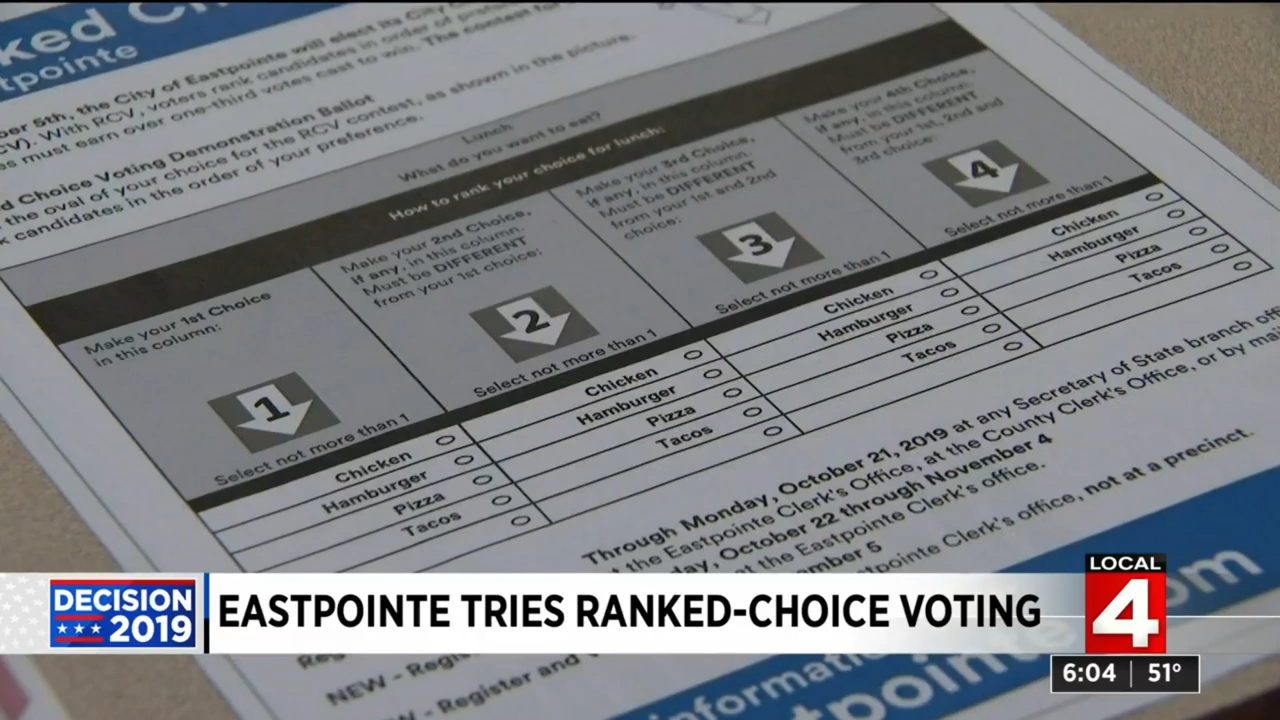 ked Ch
tpointe
ber 5th, the City of Eastpointe will elect its City C
CV). With RCV, voters rank candidates in order of prefere
es must earn over one-third votes cast to win. The contest for
d Choice Voting Demonstration Ballot
the oval of your choice for the RCV contest, as shown in the picture.
k candidates in the order of your preference.
Lunch
What do you want to eat?
How to rank your choice for lunch:
Make your 1st Choice
in this column:
1
Select not more than 1
Make your 2nd Choice,
if any, in this column.
Must be DIFFERENT
from your 1st choice:
2
Select not more than 1
Make your 3rd Choice,
if any, in this column.
Must be DIFFERENT
from your 1st and 2nd
choice:
3
Select not more than 1
Make your 4th Choice,
if any, in this column.
Must be DIFFERENT
from your 1st, 2nd and
3rd choice:
4
Select not more than 1
Chicken
Hamburger
Pizza
Tacos
Chicken
Hamburger
Pizza
Tacos
Chicken
Hamburger
Pizza
Tacos
Chicken
Hamburger
Pizza
Tacos
Through Monday, October 21, 2019 at any Secretary of State branch off
t the Eastpointe Clerk's Office, at the County Clerk's Office, or by mai
day, October 22 through November 4
at the Eastpointe Clerk's office.
ember 5
stpointe Clerk's office, not at a precinct.
DECISION
2019
EASTPOINTE TRIES RANKED-CHOICE VOTING
LOCAL
4
6:04 51°
om
NEW - Regis
Register and
informati
tpointe